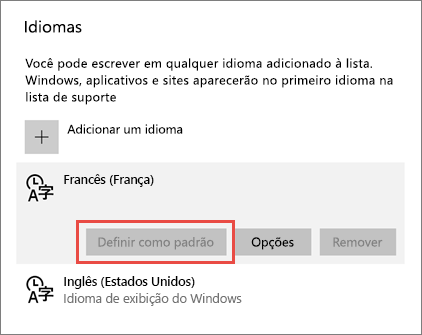 Idiomas
Você pode escrever em qualquer idioma adicionado à lista.
Windows, aplicativos e sites aparecerão no primeiro idioma na
lista de suporte
Adicionar um idioma
Francês (França)
Definir como padrão Opções Remover
Inglês (Estados Unidos)
Idioma de exibição do Windows